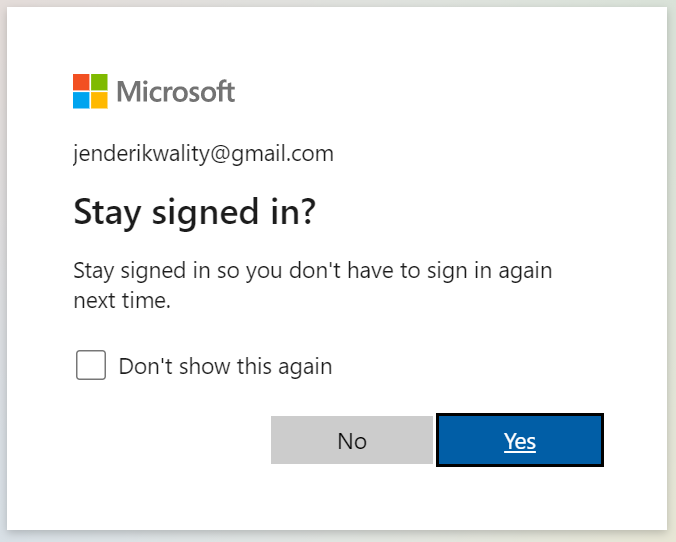 Microsoft
jenderikwality@gmail.com
Stay signed in?
Stay signed in so you don't have to sign in again
next time.
Don't show this again
No
Yes